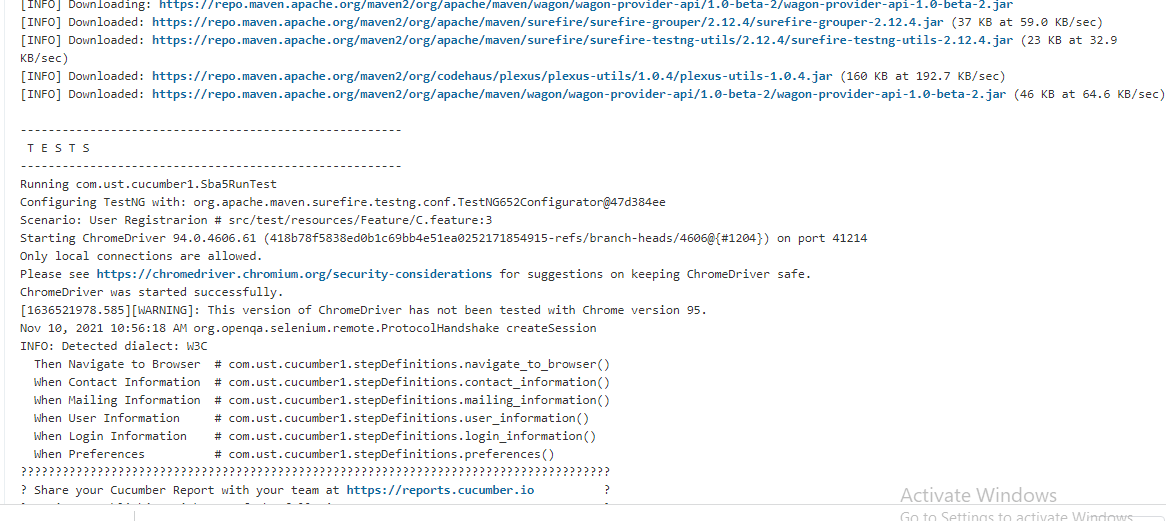 [INFO] Downloading: https://repo.maven.apache.org/maven2/org/apache/maven/wagon/wagon-provider-api/1.0-beta-2/wagon-provider-api-1.0-beta-2.jar
[INFO] Downloaded: https://repo.maven.apache.org/maven2/org/apache/maven/surefire/surefire-grouper/2.12.4/surefire-grouper-2.12.4.jar (37 KB at 59.0 KB/sec)
[INFO] Downloaded: https://repo.maven.apache.org/maven2/org/apache/maven/surefire/surefire-testng-utils/2.12.4/surefire-testng-utils-2.12.4.jar (23 KB at 32.9
KB/sec)
[INFO] Downloaded: https://repo.maven.apache.org/maven2/org/codehaus/plexus/plexus-utils/1.0.4/plexus-utils-1.0.4.jar (160 KB at 192.7 KB/sec)
[INFO] Downloaded: https://repo.maven.apache.org/maven2/org/apache/maven/wagon/wagon-provider-api/1.0-beta-2/wagon-provider-api-1.0-beta-2.jar (46 KB at 64.6 KB/sec)
-------------------------------------------------------
T E S T S
-------------------------------------------------------
Running com.ust.cucumber1.Sba5RunTest
Configuring TestNG with: org.apache.maven.surefire.testng.conf.TestNG652Configurator@47d384ee
Scenario: User Registrarion # src/test/resources/Feature/C.feature:3
Starting ChromeDriver 94.0.4606.61 (418b78f5838ed0b1c69bb4e51ea0252171854915-refs/branch-heads/4606@{#1204}) on port 41214
Only local connections are allowed.
Please see https://chromedriver.chromium.org/security-considerations for suggestions on keeping ChromeDriver safe.
ChromeDriver was started successfully.
[1636521978.585][WARNING]: This version of ChromeDriver has not been tested with Chrome version 95.
Nov 10, 2021 10:56:18 AM org.openqa.selenium.remote.ProtocolHandshake createSession
INFO: Detected dialect: W3C
Then Navigate to Browser # com.ust.cucumber1.stepDefinitions.navigate_to_browser()
When Contact Information # com.ust.cucumber1.stepDefinitions.contact_information()
When Mailing Information # com.ust.cucumber1.stepDefinitions.mailing_information()
When User Information # com.ust.cucumber1.stepDefinitions.user_information()
When Login Information # com.ust.cucumber1.stepDefinitions.login_information()
When Preferences # com.ust.cucumber1.stepDefinitions.preferences()
?????????????????????????????????????????????????????????????????????????????????????
? Share your Cucumber Report with your team at https://reports.cucumber.io ?
Activate Windows
Go to Settings to activate Windows.